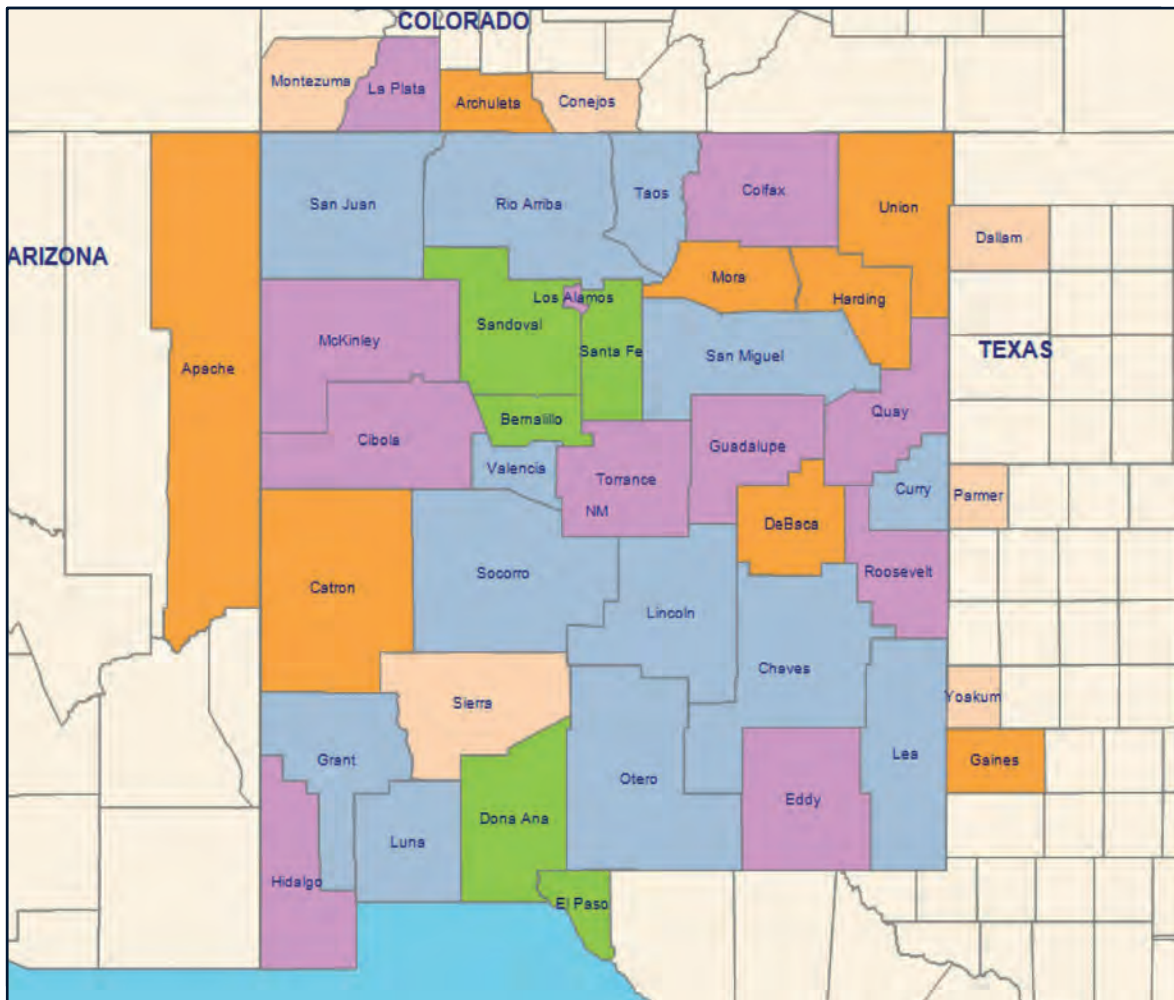 COLORADO
Montezuma
La Plata
Archuleta
Conejos
San Juan
Rio Arriba
Taos
Colfax
Union
Dallam
ARIZONA
Mora
Harding
Los Alamos
Sandoval
McKinley
Santa Fe
San Miguel
TEXAS
Apache
Quay
Bernalillo
Cibola
Guadalupe
Valencia
Torrance
Curry
Parmer
NM
DeBaca
Socorro
Roosevelt
Catron
Lincoln
Chaves
Sierra
Yoakum
Grant
Lea
Gaines
Otero
Eddy
Dona Ana
Luna
Hidalgo
El Paso